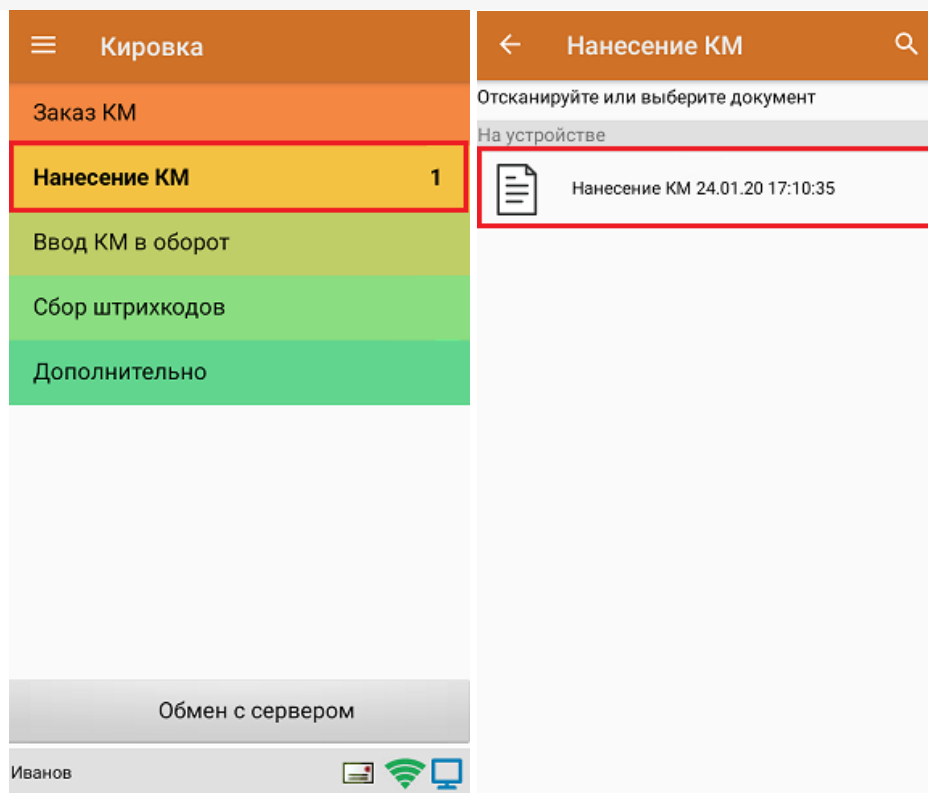 Кировка
Заказ КМ
Нанесение КМ 1
Ввод КМ в оборот
Сбор штрихкодов
Дополнительно
Обмен с сервером
Иванов
Нанесение КМ
Отсканируйте или выберите документ
На устройстве
Нанесение КМ 24.01.20 17:10:35